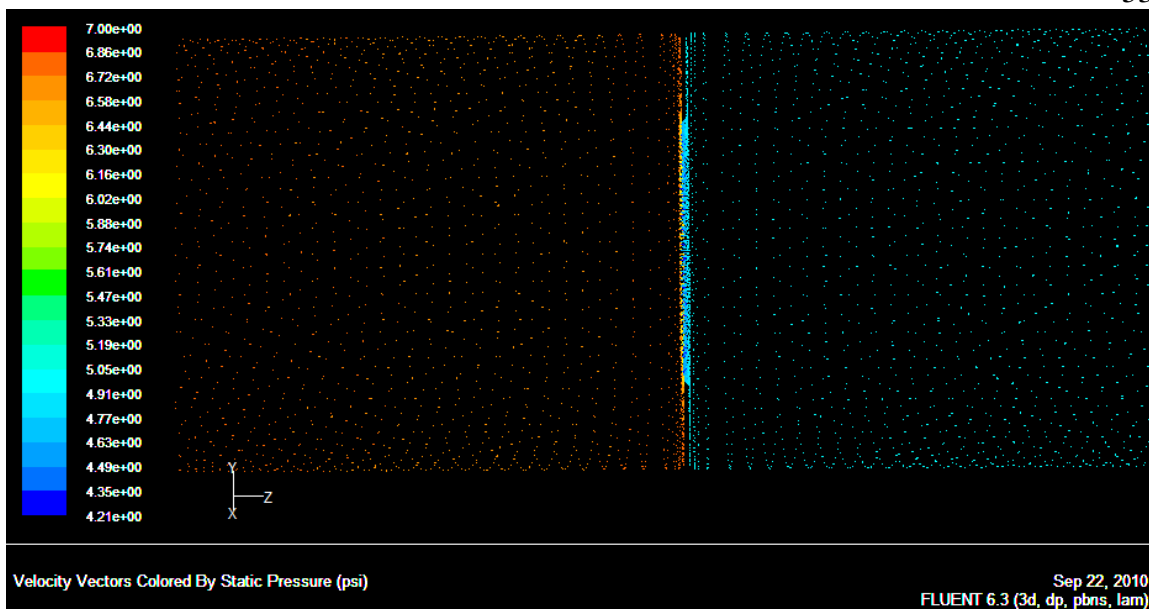 7.00e+00
6.86e+00
6.72e+00
6.58e+00
6.44e+00
6.30e+00
6.16e+00
6.02e+00
5.88e+00
5.74e+00
5.61e+00
5.47e+00
5.33e+00
5.19e+00
5.05e+00
4.91e+00
4.77e+00
4.63e+00
4.49e+00
4.35e+00
4.21e+00
Y
Z
X
Velocity Vectors Colored By Static Pressure (psi)
Sep 22, 2010
FLUENT 6.3 (3d, dp, pbns, lam)